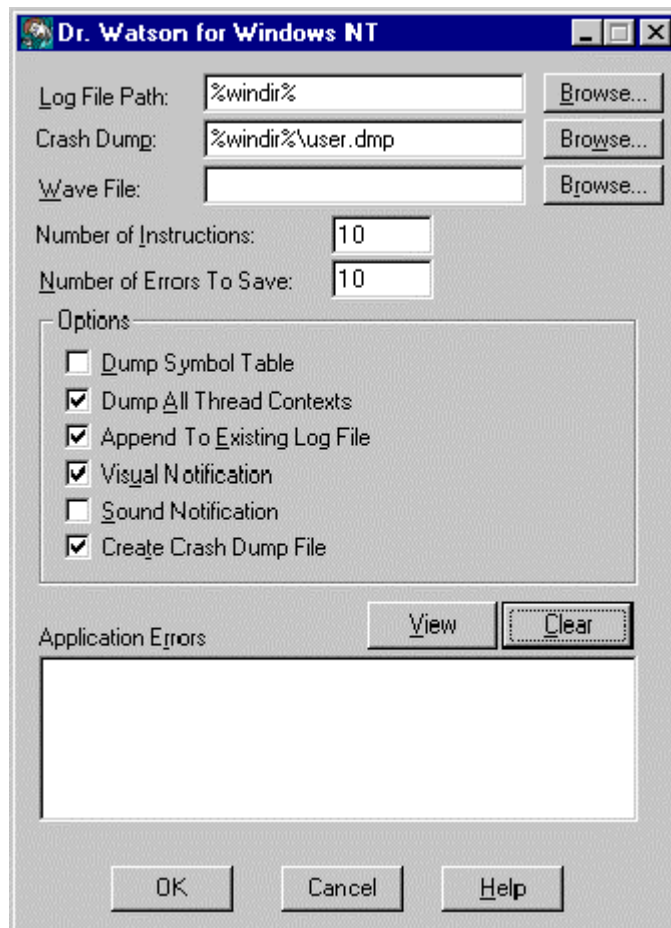 Dr. Watson for Windows NT
Log File Path: %windir% Browse...
Crash Dump: %windir%\user.dmp Browse...
Wave File: Browse...
Number of Instructions: 10
Number of Errors To Save: 10
Options
Dump Symbol Table
Dump All Thread Contexts
Append To Existing Log File
Visual Notification
Sound Notification
Create Crash Dump File
View Clear
Application Errors
OK Cancel Help